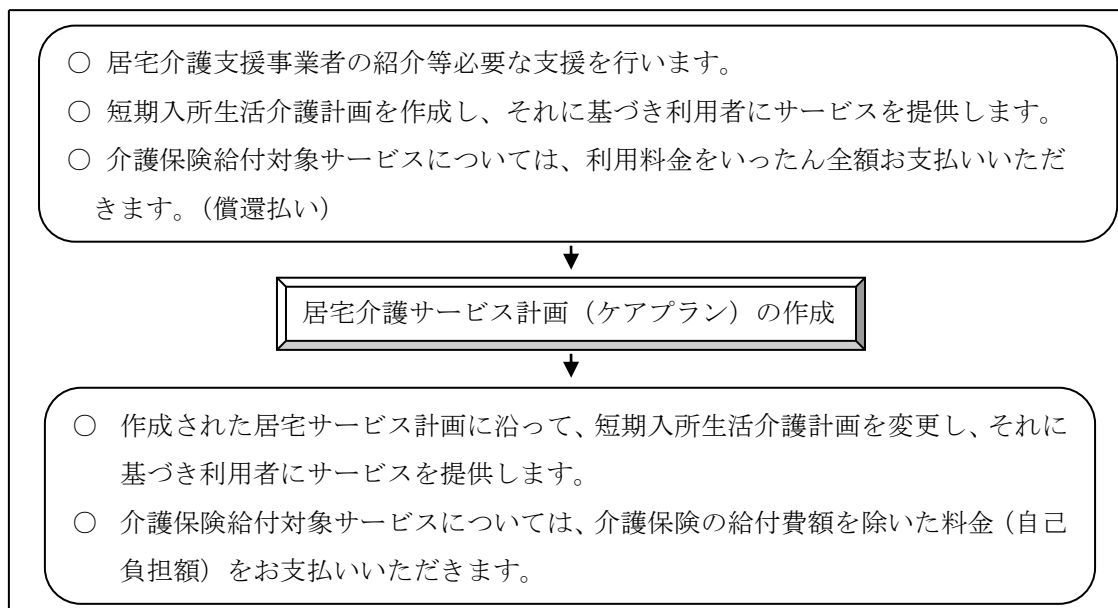 ○ 居宅介護支援事業者の紹介等必要な支援を行います。
○ 短期入所生活介護計画を作成し、それに基づき利用者にサービスを提供します。
○ 介護保険給付対象サービスについては、利用料金をいったん全額お支払いいただ
きます。（償還払い）
居宅介護サービス計画（ケアプラン）の作成
○ 作成された居宅サービス計画に沿って、短期入所生活介護計画を変更し、それに
基づき利用者にサービスを提供します。
○ 介護保険給付対象サービスについては、介護保険の給付費額を除いた料金（自己
負担額）をお支払いいただきます。